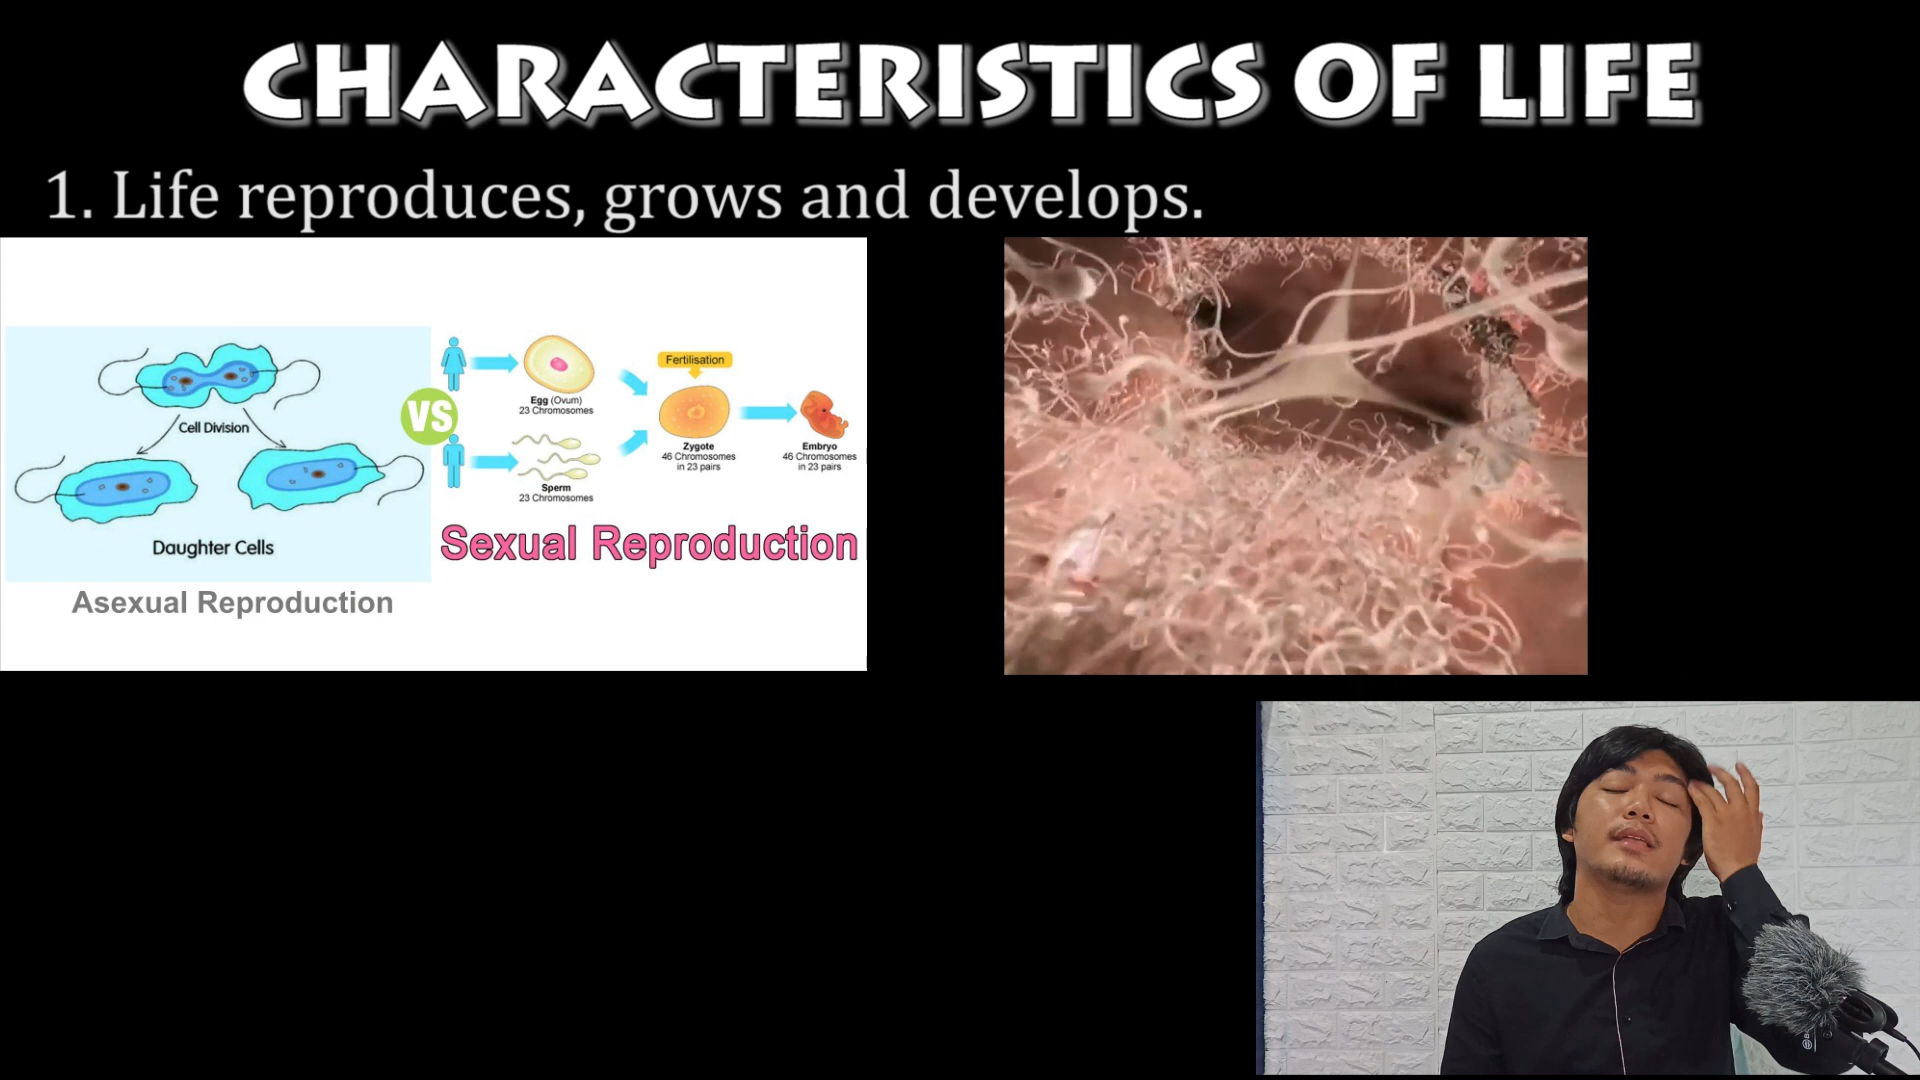 CHARACTERISTICS OF LIFE
1. Life reproduces, grows and develops.
Cell Division
Daughter Cells
Asexual Reproduction
VS
Egg (Ovum)
23 Chromosomes
Sperm
23 Chromosomes
Fertilisation
Zygote
46 Chromosomes
in 23 pairs
Embryo
46 Chromosomes
in 23 pairs
Sexual Reproduction